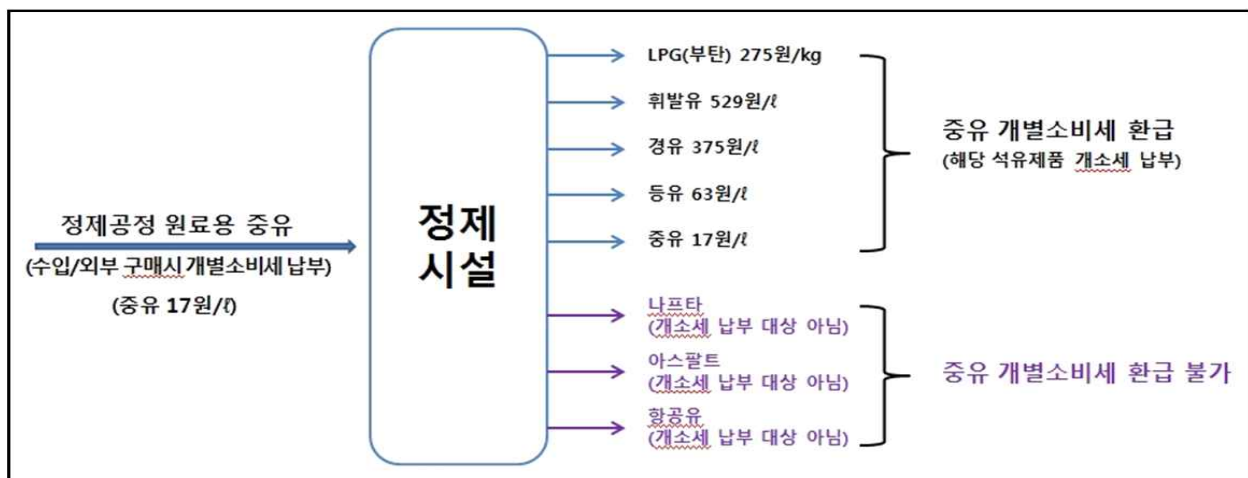 정제공정 원료용 중유
(수입/외부 구매시 개별소비세 납부)
(중유 17원/ℓ)
정제
시설
LPG(부탄) 275원/kg
휘발유 529원/ℓ
경유 375원/ℓ
등유 63원/ℓ
중유 17원/ℓ
중유 개별소비세 환급
(해당 석유제품 개소세 납부)
나프타
(개소세 납부 대상 아님)
아스팔트
(개소세 납부 대상 아님)
항공유
(개소세 납부 대상 아님)
중유 개별소비세 환급 불가